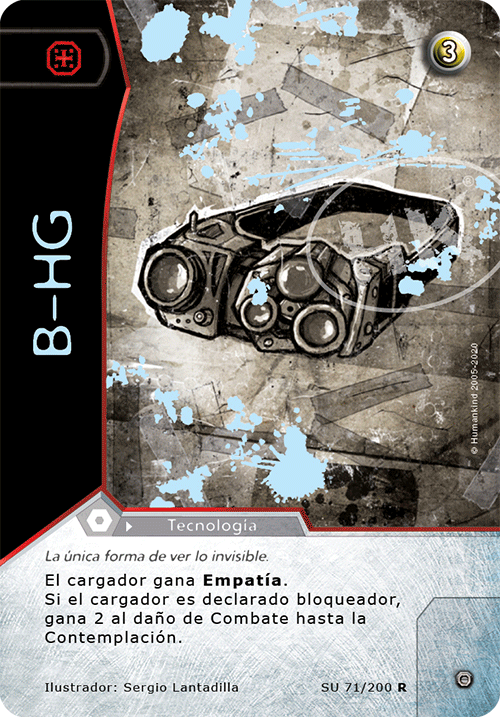 3
B-HG
© Humankind 2005-2020
Tecnología
La única forma de ver lo invisible.
El cargador gana Empatía.
Si el cargador es declarado bloqueador,
gana 2 al daño de Combate hasta la
Contemplación.
Ilustrador: Sergio Lantadilla
SU 71/200 R